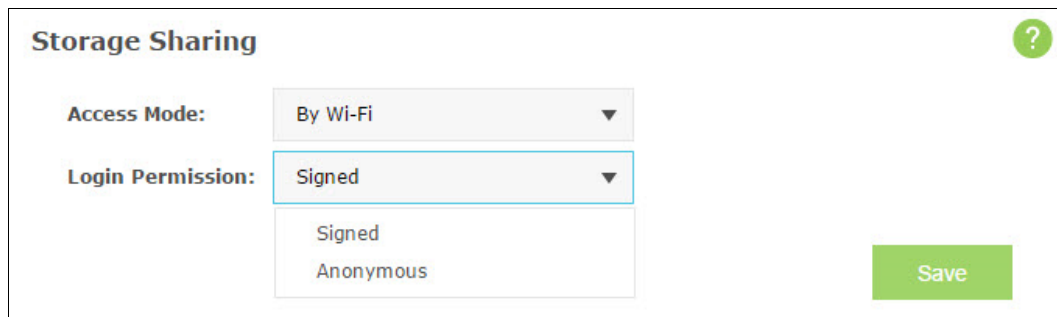 Storage Sharing
?
Access Mode: By Wi-Fi
Login Permission: Signed
Signed
Anonymous
Save